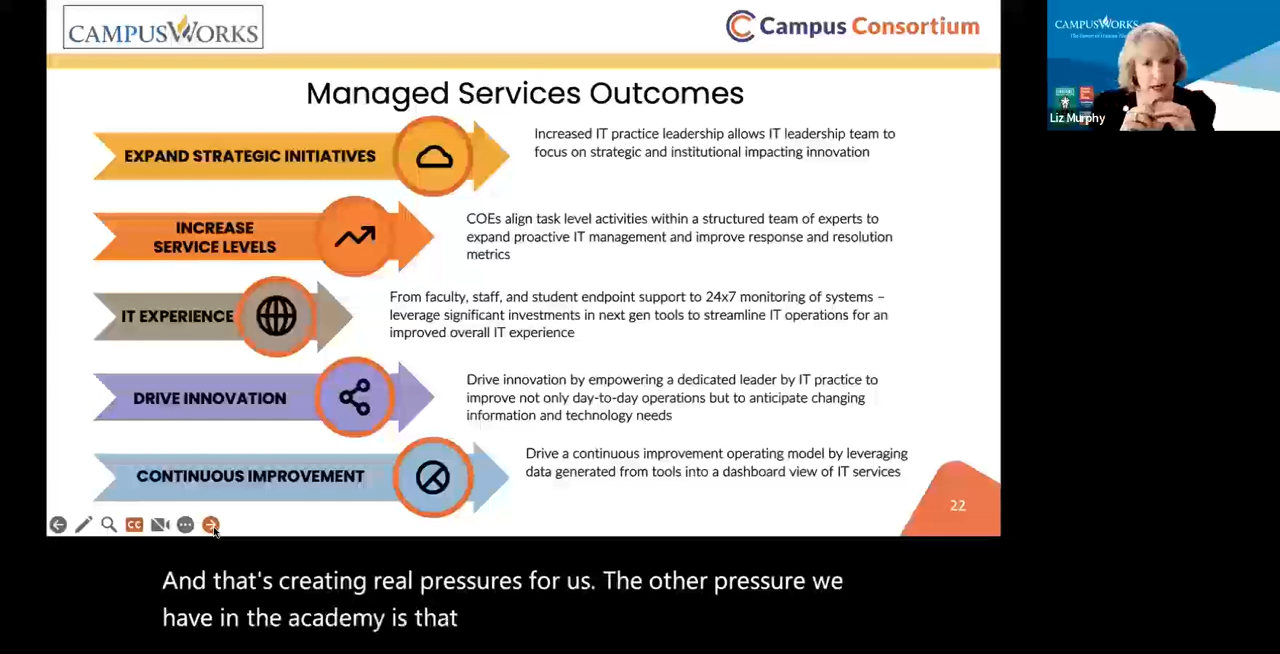 CAMPUSWORKS
Campus Consortium
Managed Services Outcomes
EXPAND STRATEGIC INITIATIVES
Increased IT practice leadership allows IT leadership team to
focus on strategic and institutional impacting innovation
INCREASE
SERVICE LEVELS
COEs align task level activities within a structured team of experts to
expand proactive IT management and improve response and resolution
metrics
IT EXPERIENCE
From faculty, staff, and student endpoint support to 24x7 monitoring of systems –
leverage significant investments in next gen tools to streamline IT operations for an
improved overall IT experience
DRIVE INNOVATION
Drive innovation by empowering a dedicated leader by IT practice to
improve not only day-to-day operations but to anticipate changing
information and technology needs
CONTINUOUS IMPROVEMENT
Drive a continuous improvement operating model by leveraging
data generated from tools into a dashboard view of IT services
22
CC
CAMPUSWORKS
Liz Murphy
And that's creating real pressures for us. The other pressure we
have in the academy is that